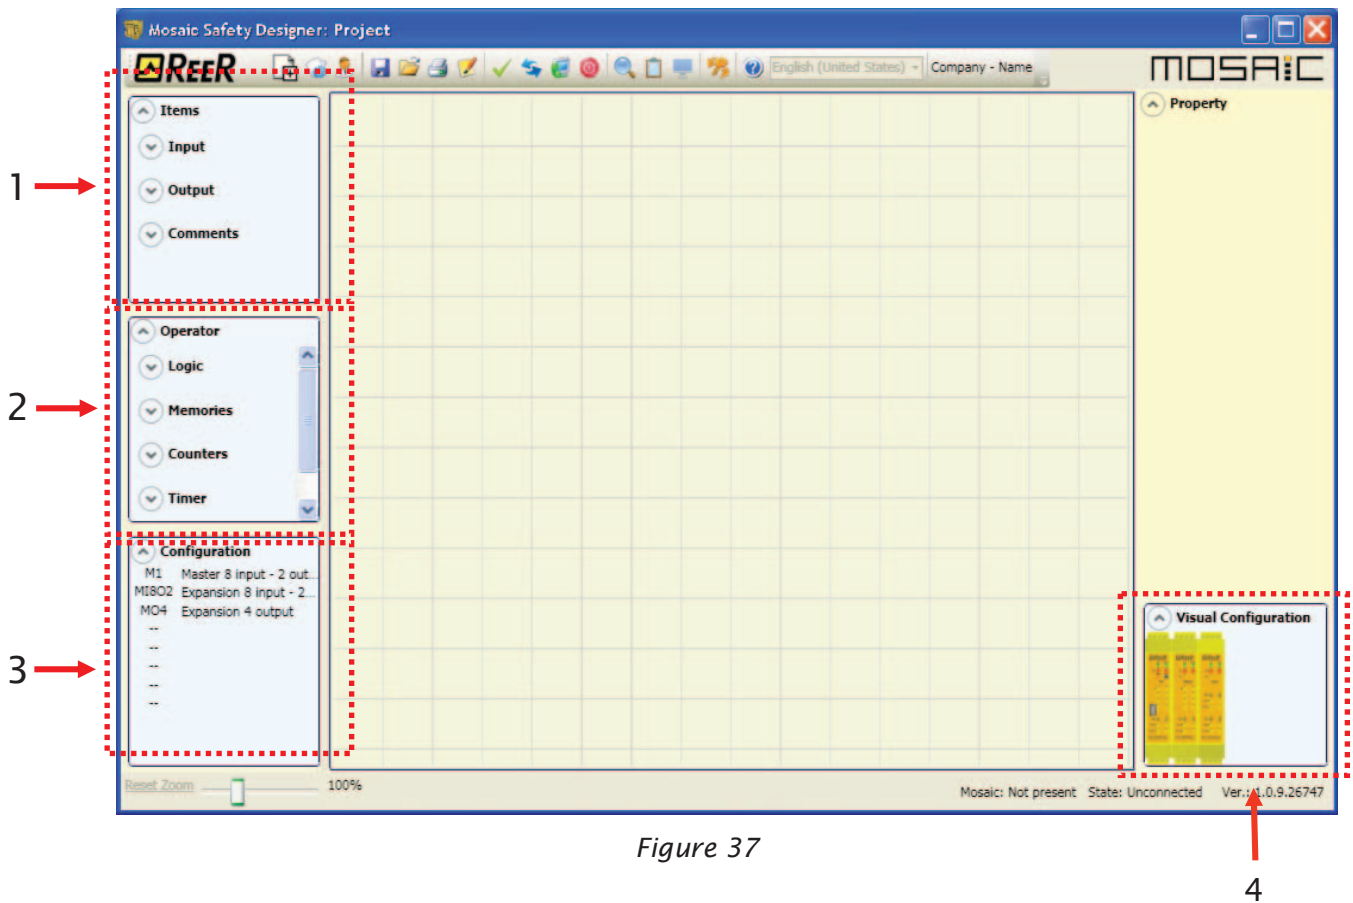 Mosaic Safety Designer: Project
REER
English (United States)
Company - Name
MOSAIC
Items
Input
Output
Comments
1
Operator
Logic
Memories
Counters
Timer
2
Configuration
M1 Master 8 input - 2 out...
MI8O2 Expansion 8 input - 2...
MO4 Expansion 4 output
--
--
--
--
--
3
Property
Visual Configuration
Reset Zoom
100%
Mosaic: Not present State: Unconnected Ver.: 1.0.9.26747
Figure 37
4